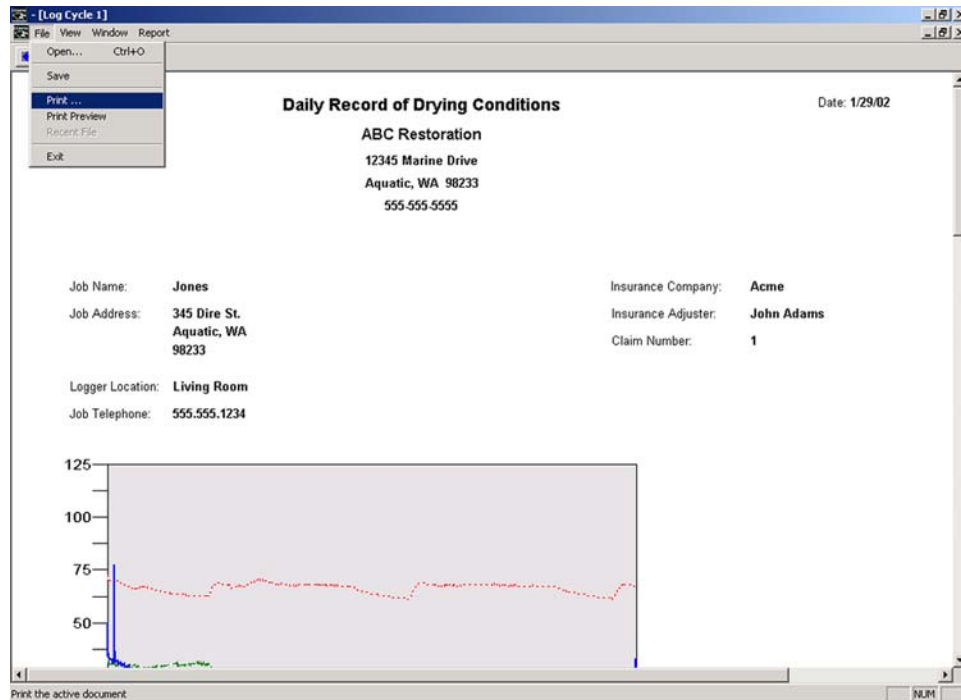 - [Log Cycle 1]
File View Window Report
Open... Ctrl+O
Save
Print ...
Print Preview
Recent File
Exit
Daily Record of Drying Conditions
Date: 1/29/02
ABC Restoration
12345 Marine Drive
Aquatic, WA 98233
555-555-5555
Job Name: Jones
Insurance Company: Acme
Job Address: 345 Dire St.
Aquatic, WA
98233
Insurance Adjuster: John Adams
Claim Number: 1
Logger Location: Living Room
Job Telephone: 555.555.1234
125
100
75
50
Print the active document
NUM